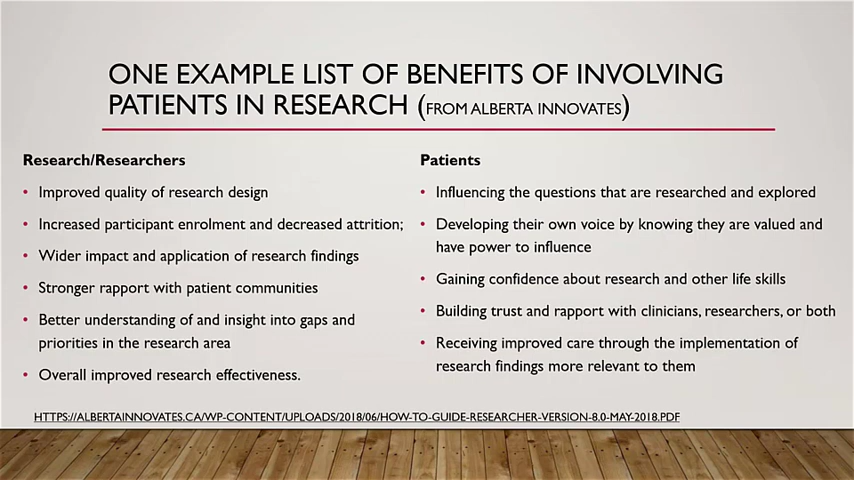 ONE EXAMPLE LIST OF BENEFITS OF INVOLVING
PATIENTS IN RESEARCH (FROM ALBERTA INNOVATES)
Research/Researchers
• Improved quality of research design
• Increased participant enrolment and decreased attrition;
• Wider impact and application of research findings
• Stronger rapport with patient communities
• Better understanding of and insight into gaps and
priorities in the research area
• Overall improved research effectiveness.
Patients
• Influencing the questions that are researched and explored
• Developing their own voice by knowing they are valued and
have power to influence
• Gaining confidence about research and other life skills
• Building trust and rapport with clinicians, researchers, or both
• Receiving improved care through the implementation of
research findings more relevant to them
HTTPS://ALBERTAINNOVATES.CA/WP-CONTENT/UPLOADS/2018/06/HOW-TO-GUIDE-RESEARCHER-VERSION-8.0-MAY-2018.PDF